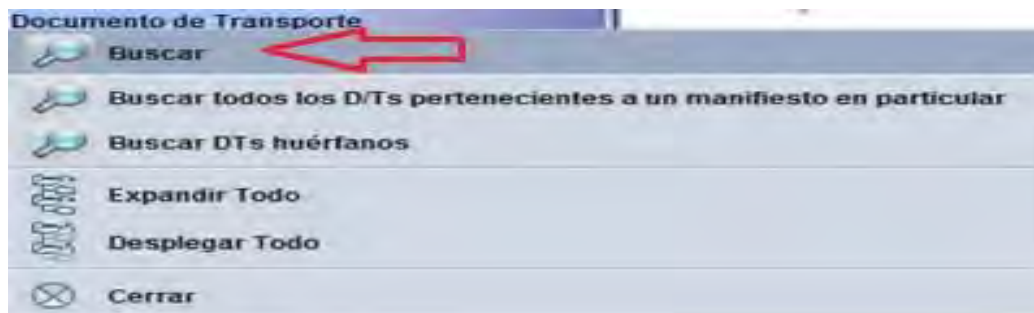 Documento de Transporte
Buscar
Buscar todos los D/Ts pertenecientes a un manifiesto en particular
Buscar DTs huérfanos
Expandir Todo
Desplegar Todo
Cerrar